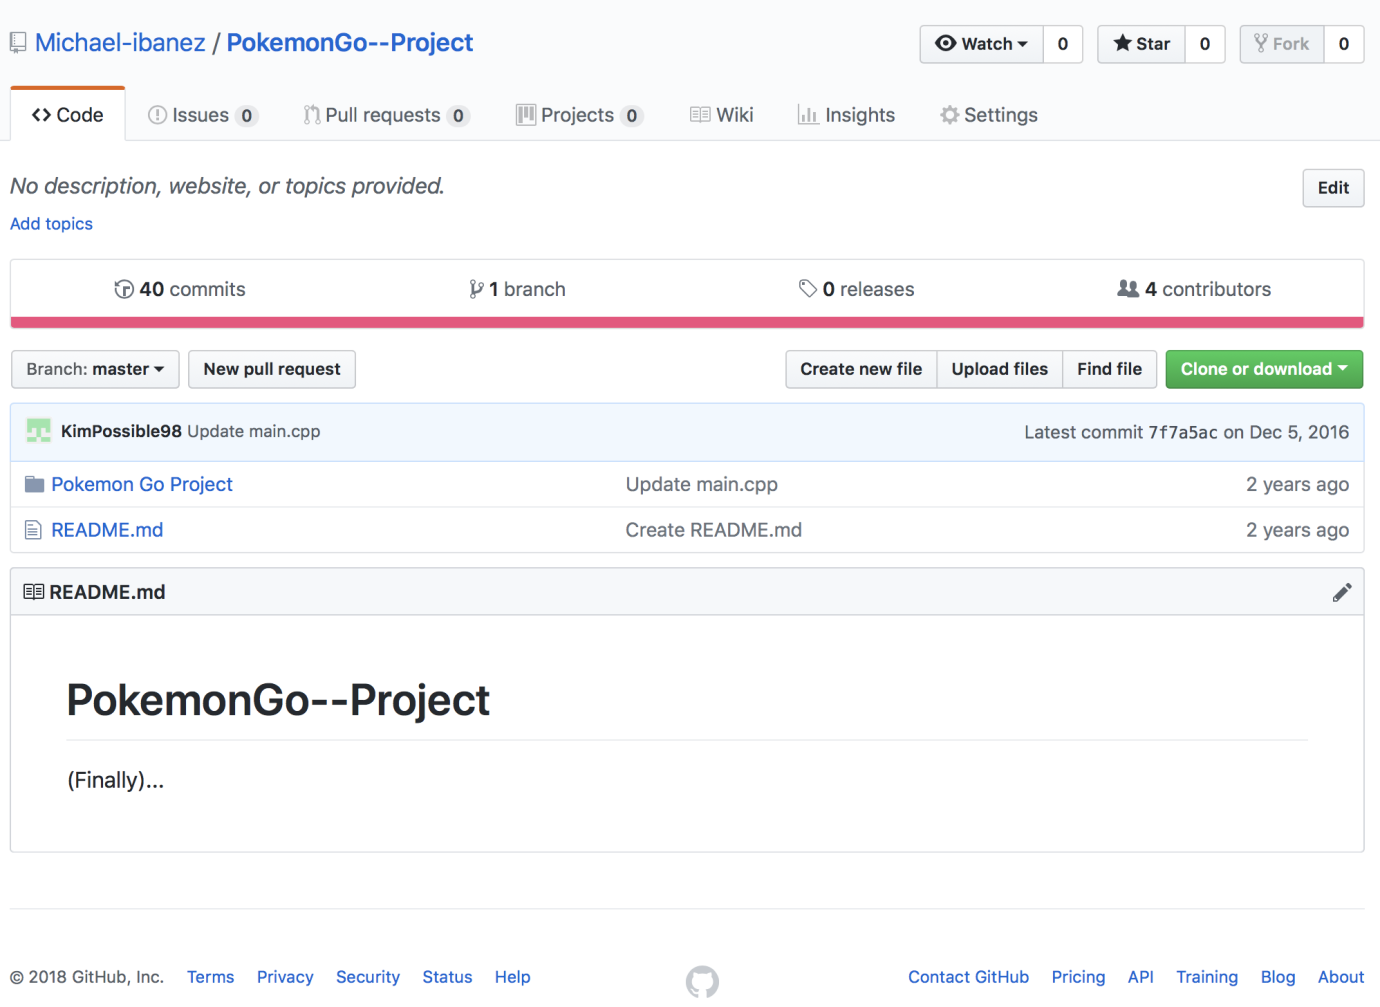 Michael-ibanez / PokemonGo--Project
Watch 0 Star 0 Fork 0
Code Issues 0 Pull requests 0 Projects 0 Wiki Insights Settings
No description, website, or topics provided.
Edit
Add topics
40 commits 1 branch 0 releases 4 contributors
Branch: master New pull request Create new file Upload files Find file Clone or download
KimPossible98 Update main.cpp Latest commit 7f7a5ac on Dec 5, 2016
Pokemon Go Project Update main.cpp 2 years ago
README.md Create README.md 2 years ago
README.md
PokemonGo--Project
(Finally)...
© 2018 GitHub, Inc. Terms Privacy Security Status Help Contact GitHub Pricing API Training Blog About